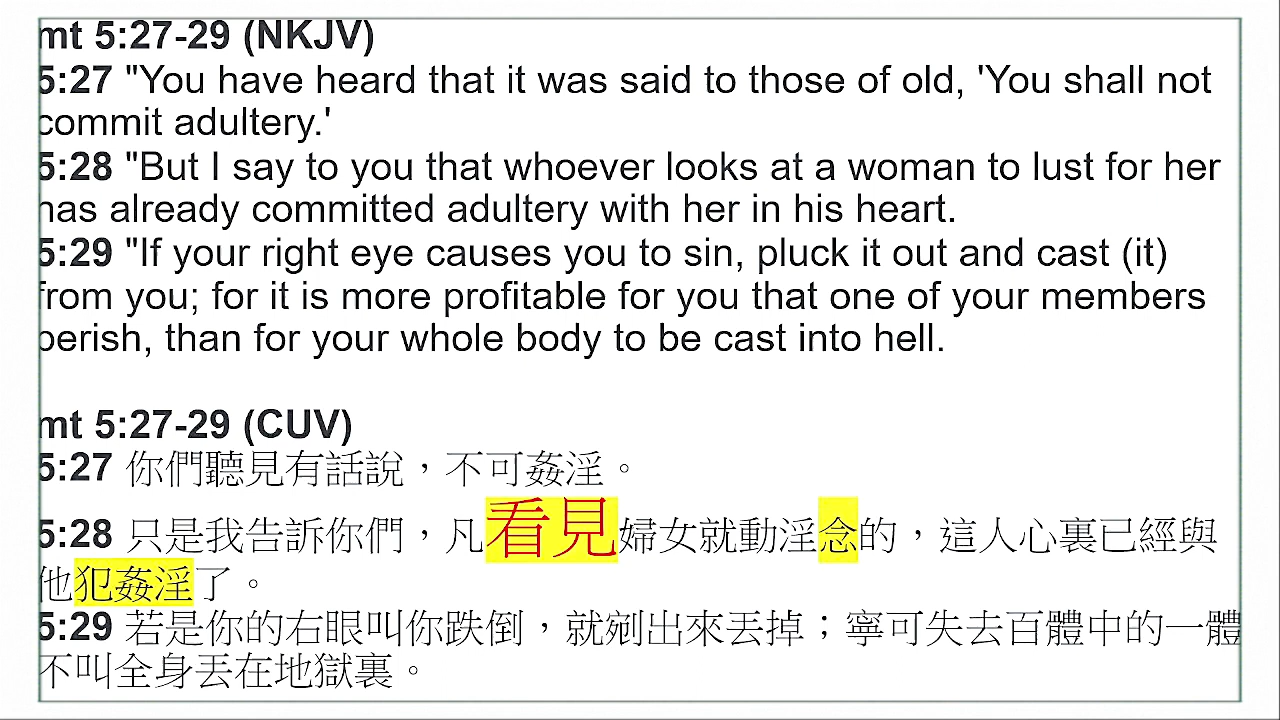 mt 5:27-29 (NKJV)
5:27 "You have heard that it was said to those of old, 'You shall not
commit adultery.'
5:28 "But I say to you that whoever looks at a woman to lust for her
has already committed adultery with her in his heart.
5:29 "If your right eye causes you to sin, pluck it out and cast (it)
from you; for it is more profitable for you that one of your members
perish, than for your whole body to be cast into hell.
mt 5:27-29 (CUV)
5:27 你們聽見有話說，不可姦淫。
5:28 只是我告訴你們，凡看見婦女就動淫念的，這人心裏已經與
他犯姦淫了。
5:29 若是你的右眼叫你跌倒，就剜出來丟掉；寧可失去百體中的一體
不叫全身丟在地獄裏。